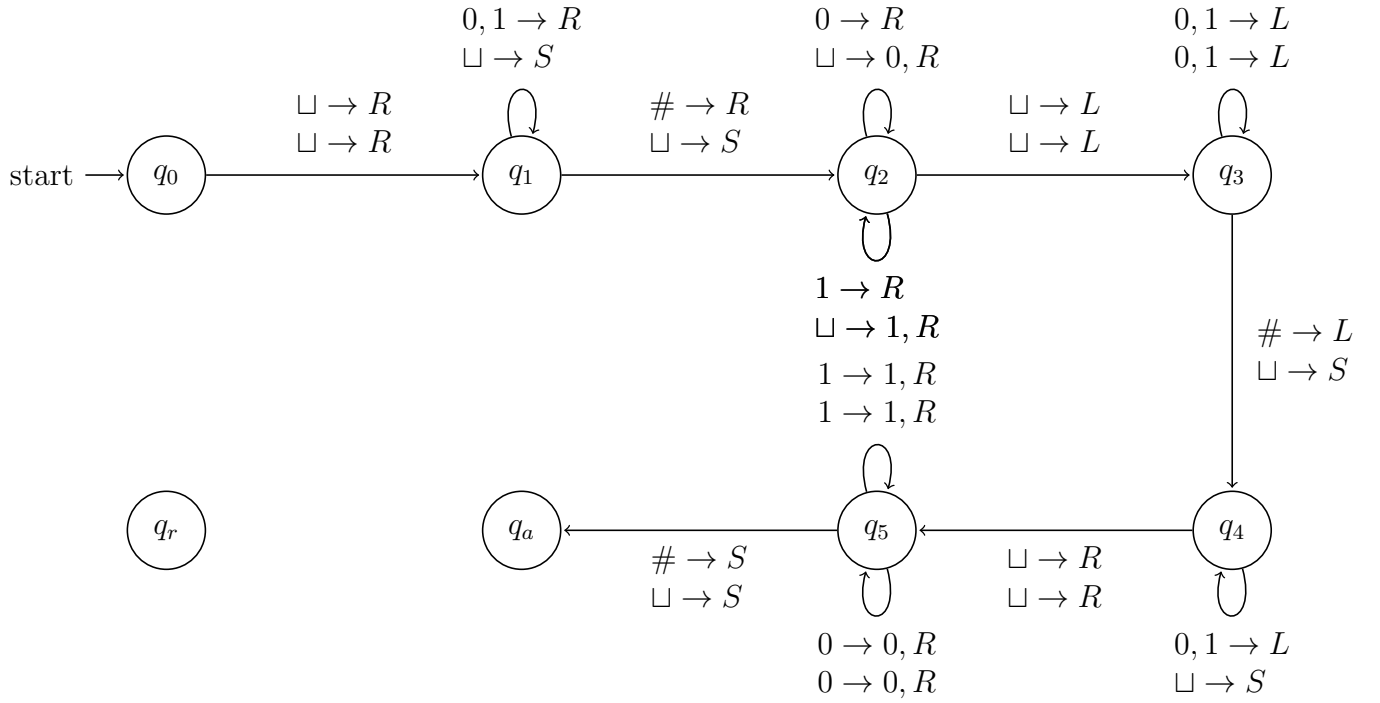 0, 1 → R
⊔ → S
0 → R
⊔ → 0, R
0, 1 → L
0, 1 → L
⊔ → R
⊔ → R
# → R
⊔ → S
⊔ → L
⊔ → L
start
q0
q1
q2
q3
1 → R
⊔ → 1, R
# → L
⊔ → S
1 → 1, R
1 → 1, R
qr
qa
q5
q4
# → S
⊔ → S
⊔ → R
⊔ → R
0 → 0, R
0 → 0, R
0, 1 → L
⊔ → S